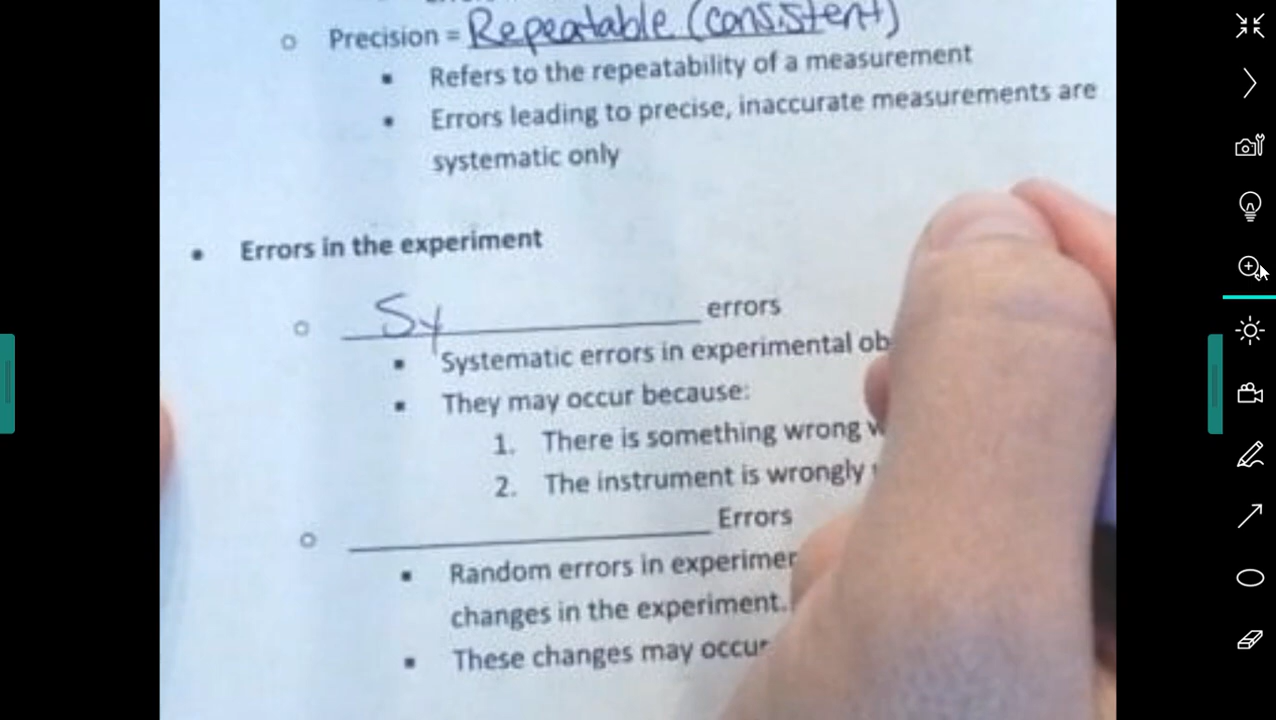 Precision = Repeatable (consistent)
Refers to the repeatability of a measurement
Errors leading to precise, inaccurate measurements are
systematic only
Errors in the experiment
Sy errors
Systematic errors in experimental ob
They may occur because:
1. There is something wrong
2. The instrument is wrongly
Errors
Random errors in experimen
changes in the experiment.
These changes may occur